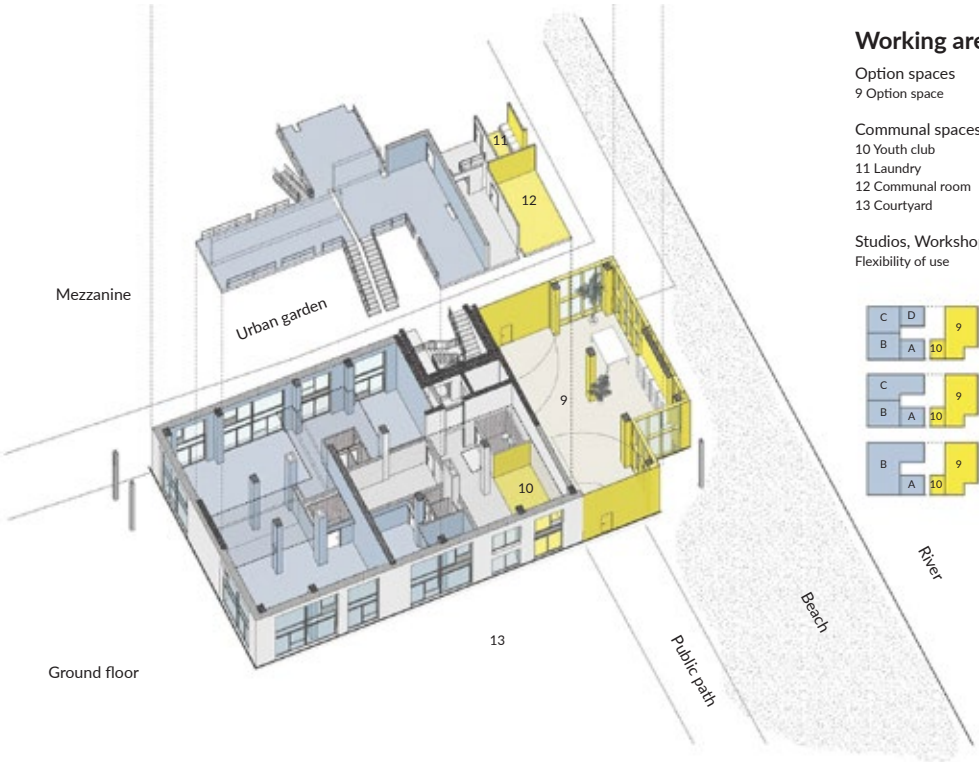 Working are
Option spaces
9 Option space
Communal spaces
10 Youth club
11 Laundry
12 Communal room
13 Courtyard
Studios, Worksho
Flexibility of use
11
12
Mezzanine
Urban garden
9
10
13
Ground floor
Public path
Beach
River
C D
9
B A 10
C
9
B A 10
B
9
A 10